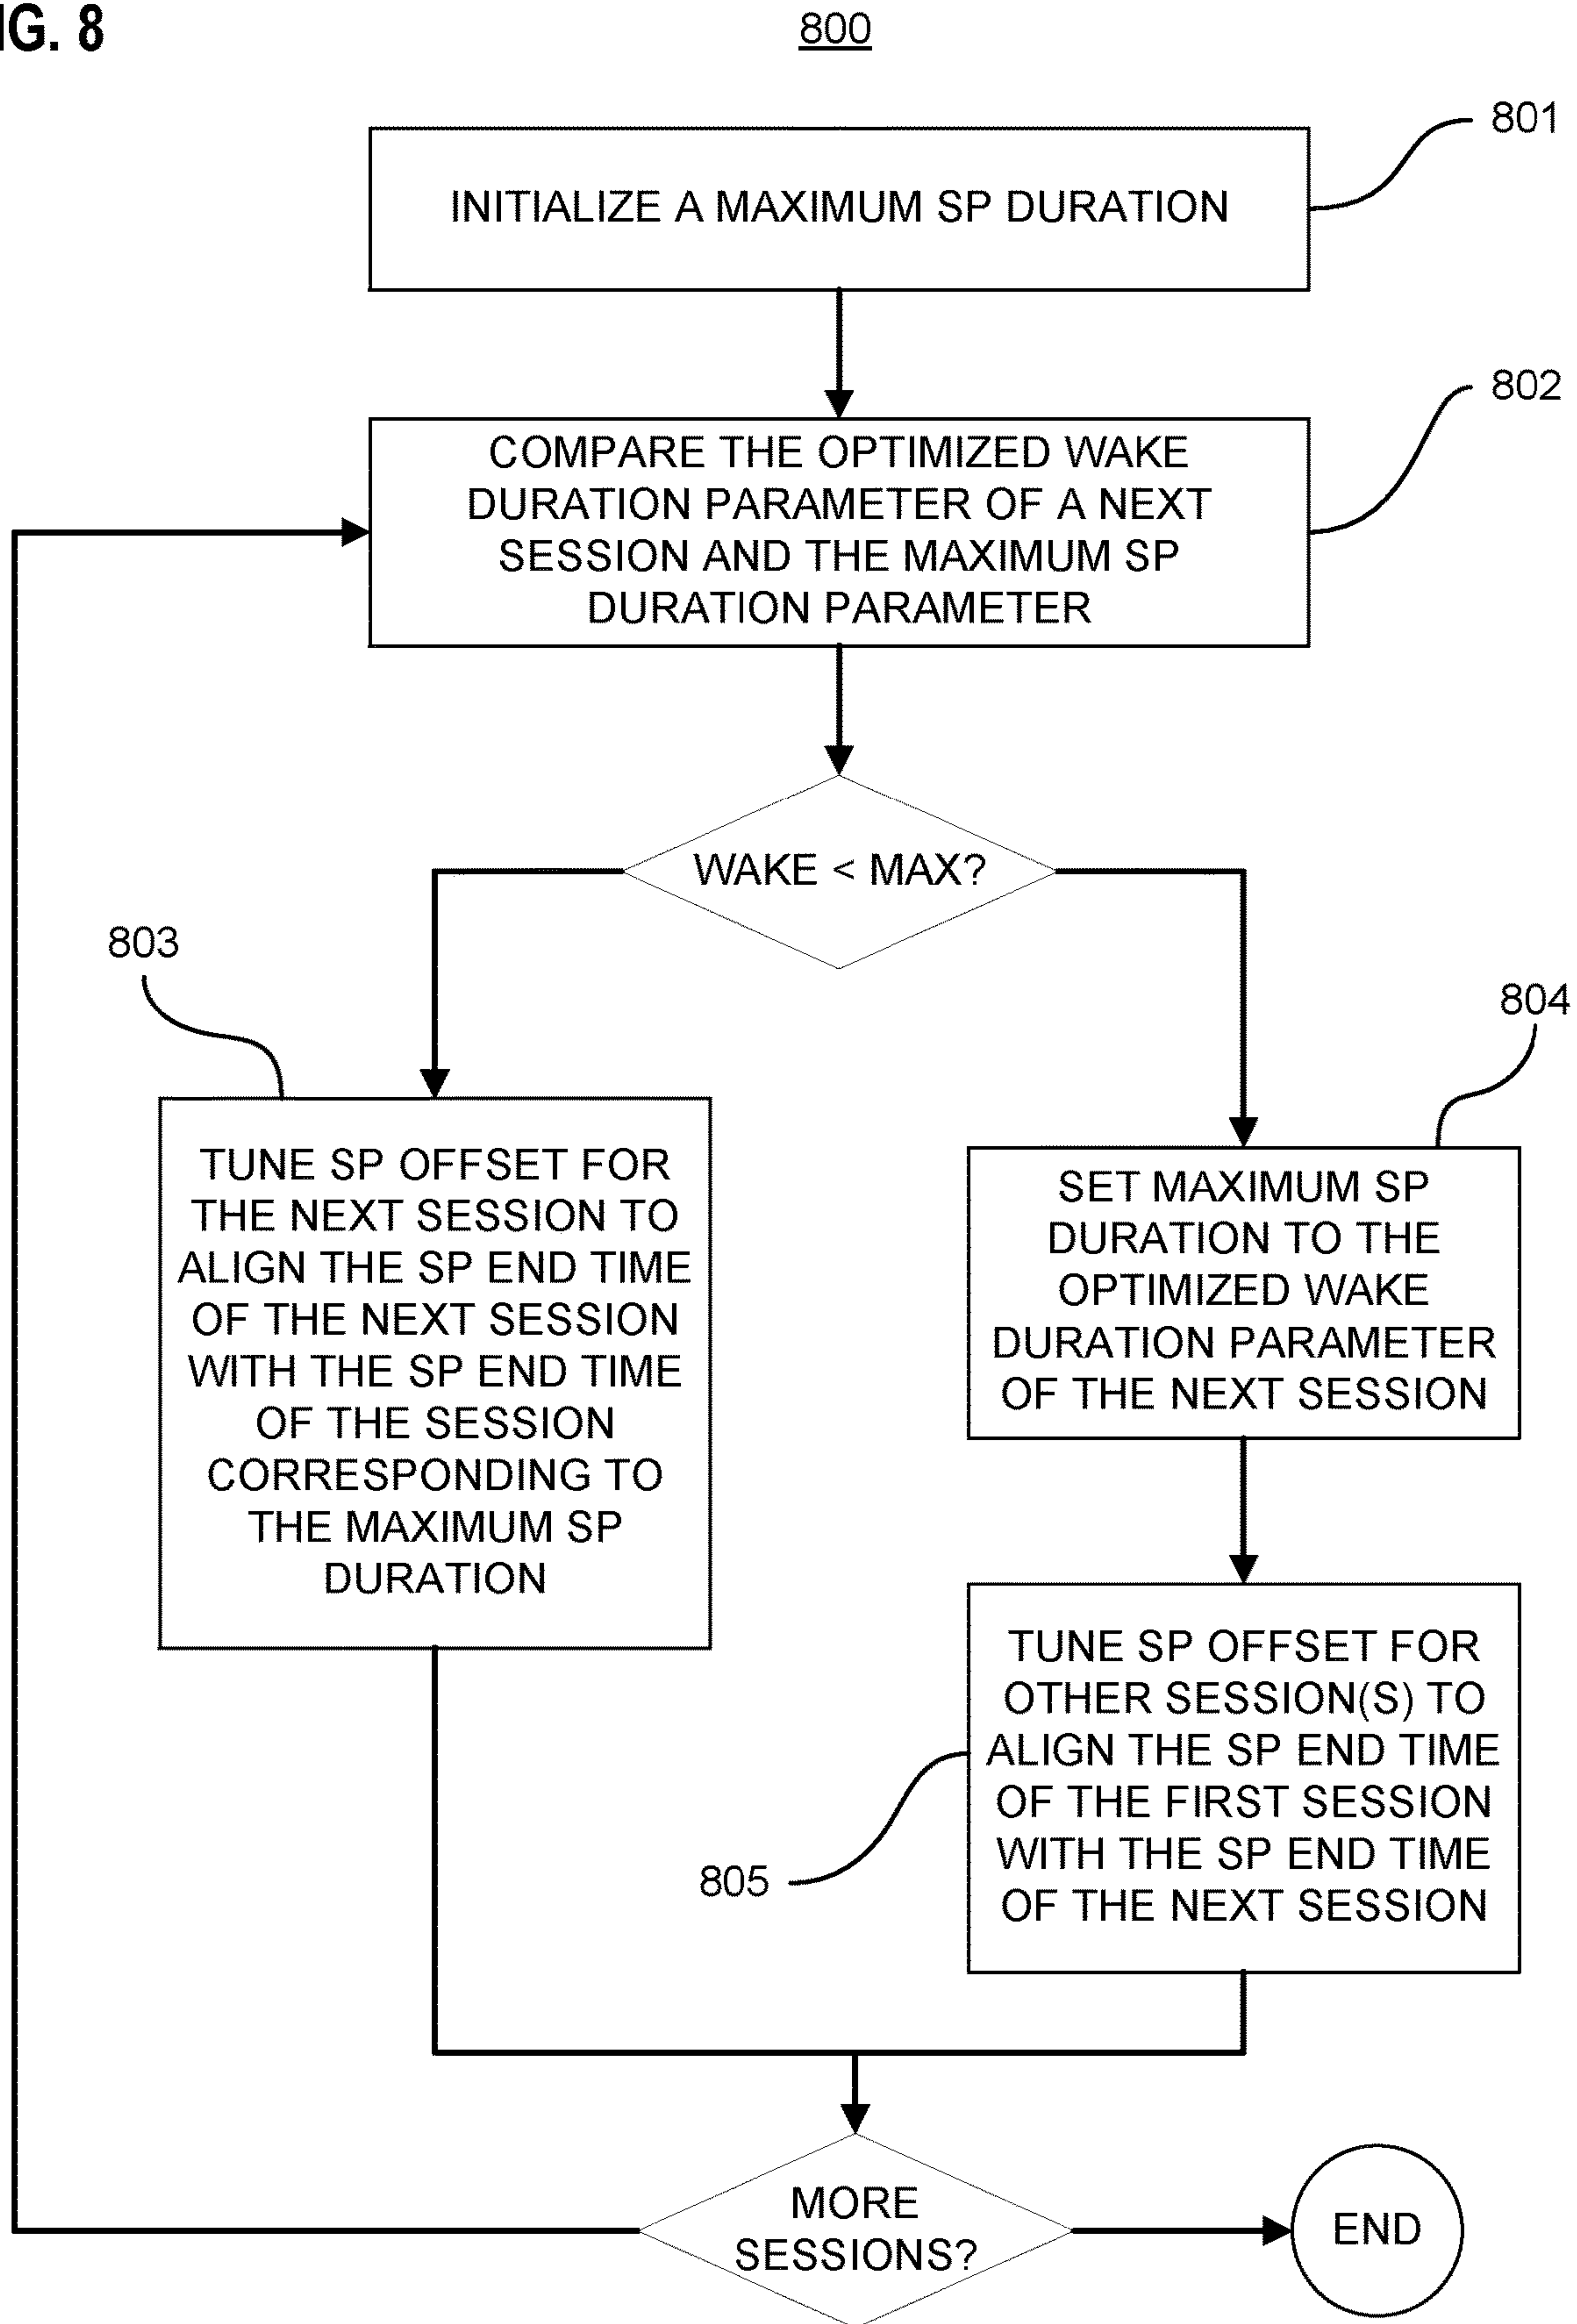 IG. 8
800
801
INITIALIZE A MAXIMUM SP DURATION
802
COMPARE THE OPTIMIZED WAKE
DURATION PARAMETER OF A NEXT
SESSION AND THE MAXIMUM SP
DURATION PARAMETER
WAKE < MAX?
803
804
TUNE SP OFFSET FOR
THE NEXT SESSION TO
ALIGN THE SP END TIME
OF THE NEXT SESSION
WITH THE SP END TIME
OF THE SESSION
CORRESPONDING TO
THE MAXIMUM SP
DURATION
SET MAXIMUM SP
DURATION TO THE
OPTIMIZED WAKE
DURATION PARAMETER
OF THE NEXT SESSION
TUNE SP OFFSET FOR
OTHER SESSION(S) TO
ALIGN THE SP END TIME
OF THE FIRST SESSION
WITH THE SP END TIME
OF THE NEXT SESSION
805
MORE
SESSIONS?
END